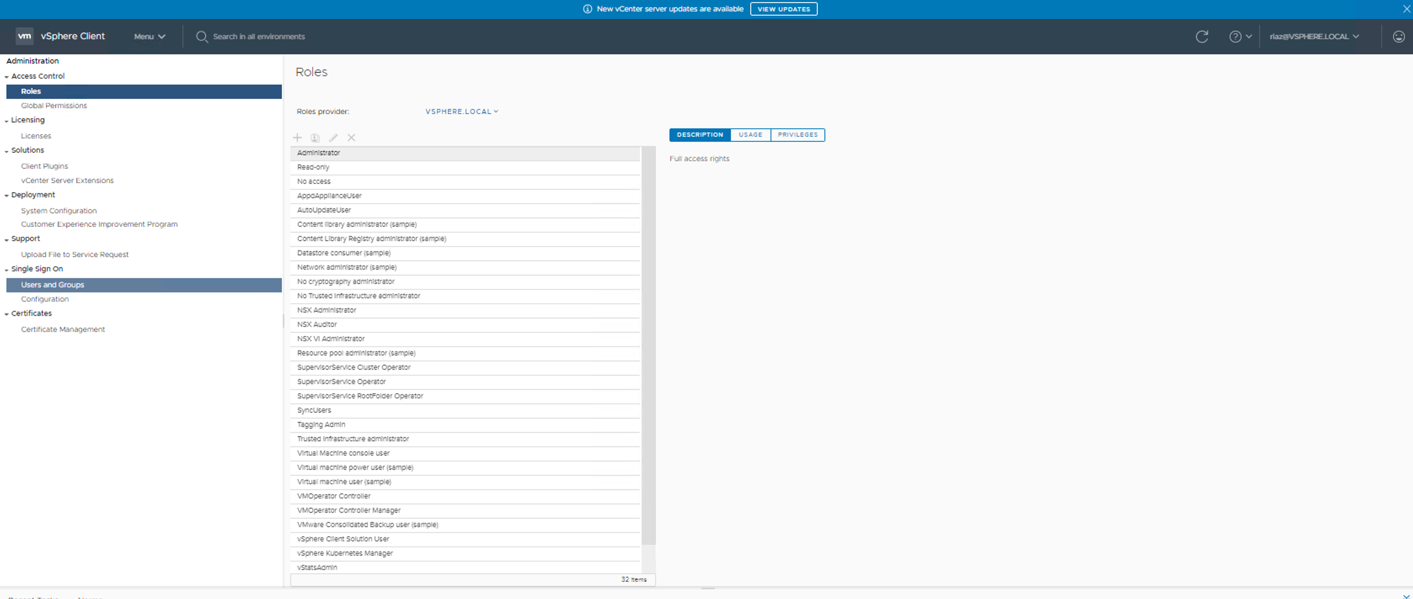 New vCenter server updates are available VIEW UPDATES
vm vSphere Client Menu Search in all environments riaz@VSPHERE.LOCAL
Administration
Access Control
Roles
Global Permissions
Licensing
Licenses
Solutions
Client Plugins
vCenter Server Extensions
Deployment
System Configuration
Customer Experience Improvement Program
Support
Upload File to Service Request
Single Sign On
Users and Groups
Configuration
Certificates
Certificate Management
Roles
Roles provider: VSPHERE.LOCAL
Administrator
Read-only
No access
AppdApplianceUser
AutoUpdateUser
Content library administrator (sample)
Content Library Registry administrator (sample)
Datastore consumer (sample)
Network administrator (sample)
No cryptography administrator
No Trusted Infrastructure administrator
NSX Administrator
NSX Auditor
NSX VI Administrator
Resource pool administrator (sample)
SupervisorService Cluster Operator
SupervisorService Operator
SupervisorService RootFolder Operator
SyncUsers
Tagging Admin
Trusted Infrastructure administrator
Virtual Machine console user
Virtual machine power user (sample)
Virtual machine user (sample)
VMOperator Controller
VMOperator Controller Manager
VMware Consolidated Backup user (sample)
vSphere Client Solution User
vSphere Kubernetes Manager
vStatsAdmin
32 items
DESCRIPTION USAGE PRIVILEGES
Full access rights